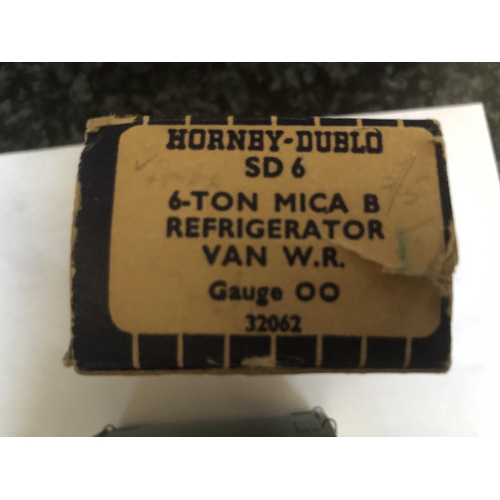 HORNBY-DUBLO
SD 6
6-TON MICA B
REFRIGERATOR
VAN W.R.
Gauge OO
32062